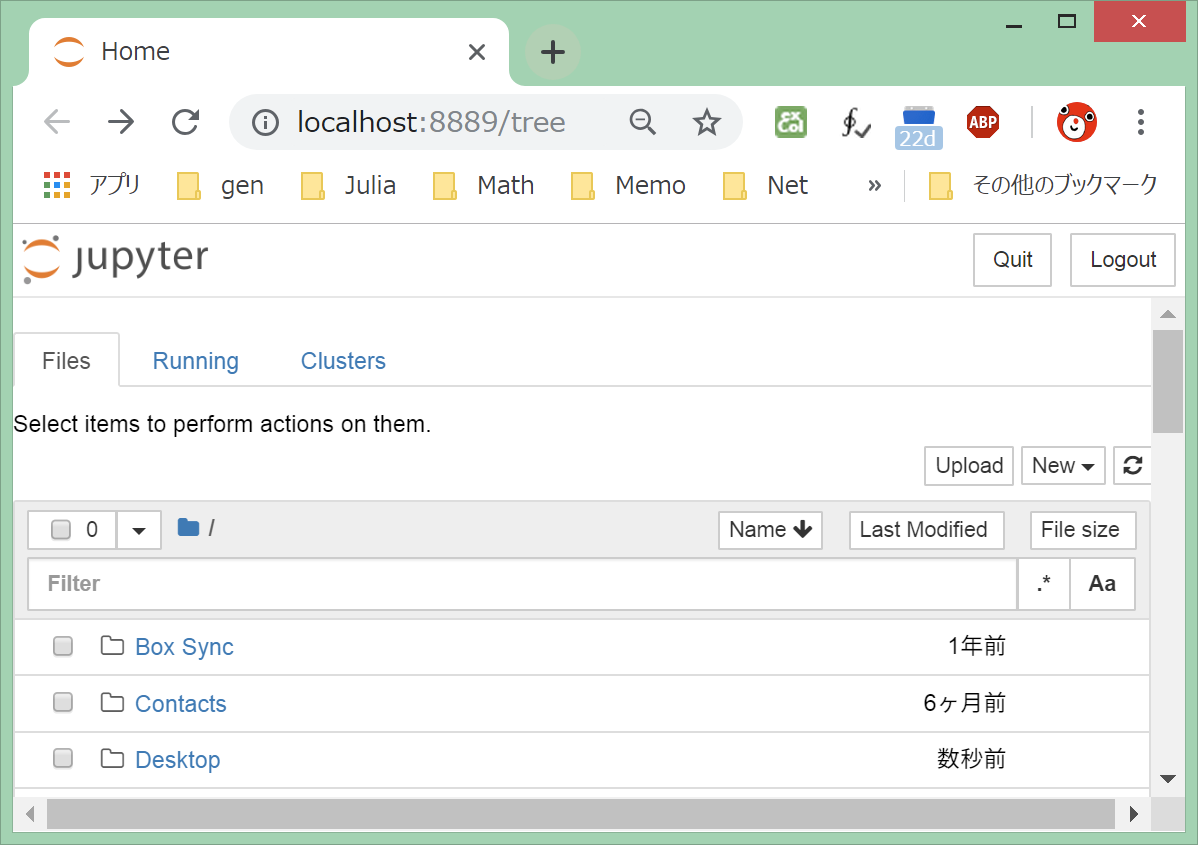 Home
localhost:8889/tree
ex
Col
22d
ABP
アプリ gen Julia Math Memo Net » その他のブックマーク
jupyter
Quit Logout
Files Running Clusters
Select items to perform actions on them.
Upload New
0 / Name Last Modified File size
Filter .* Aa
Box Sync 1年前
Contacts 6ヶ月前
Desktop 数秒前